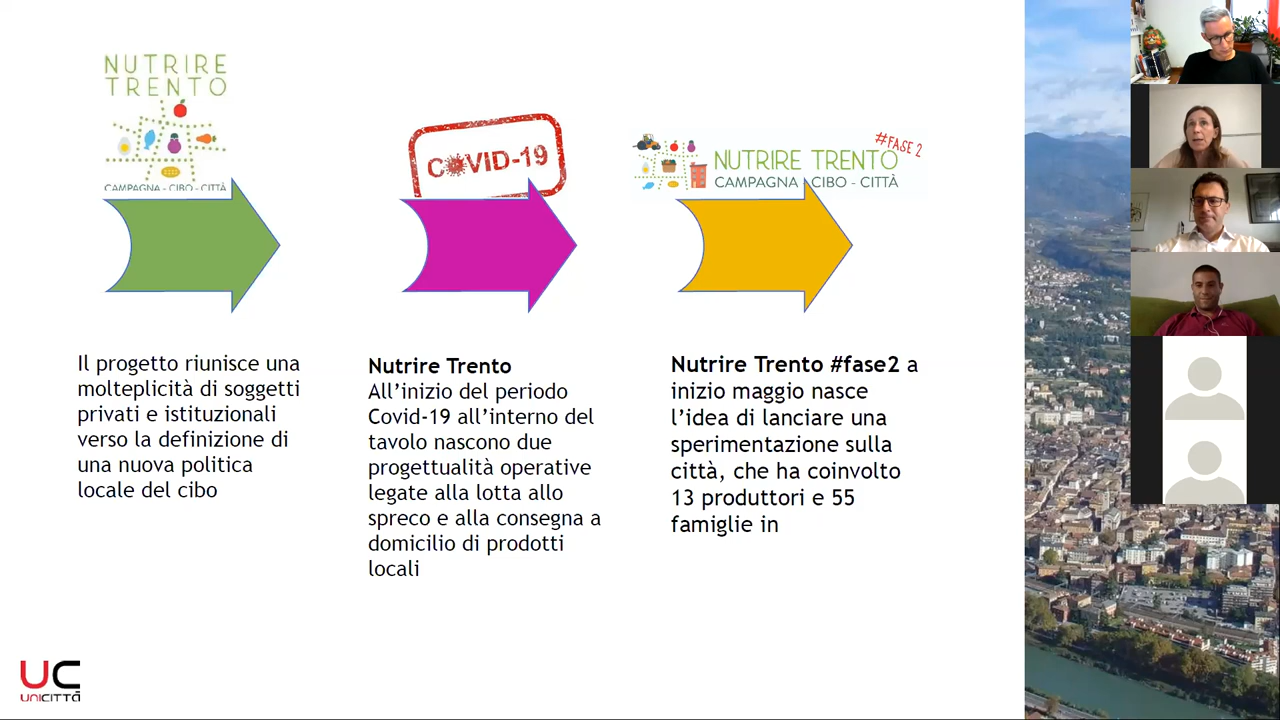 NUTRIRE
TRENTO
CAMPAGNA - CIBO - CITTÀ
COVID-19
#FASE 2
NUTRIRE TRENTO
CAMPAGNA - CIBO - CITTÀ
Il progetto riunisce una
molteplicità di soggetti
privati e istituzionali
verso la definizione di
una nuova politica
locale del cibo
Nutrire Trento
All’inizio del periodo
Covid-19 all’interno del
tavolo nascono due
progettualità operative
legate alla lotta allo
spreco e alla consegna a
domicilio di prodotti
locali
Nutrire Trento #fase2 a
inizio maggio nasce
l’idea di lanciare una
sperimentazione sulla
città, che ha coinvolto
13 produttori e 55
famiglie in
UC
UNICITTÀ